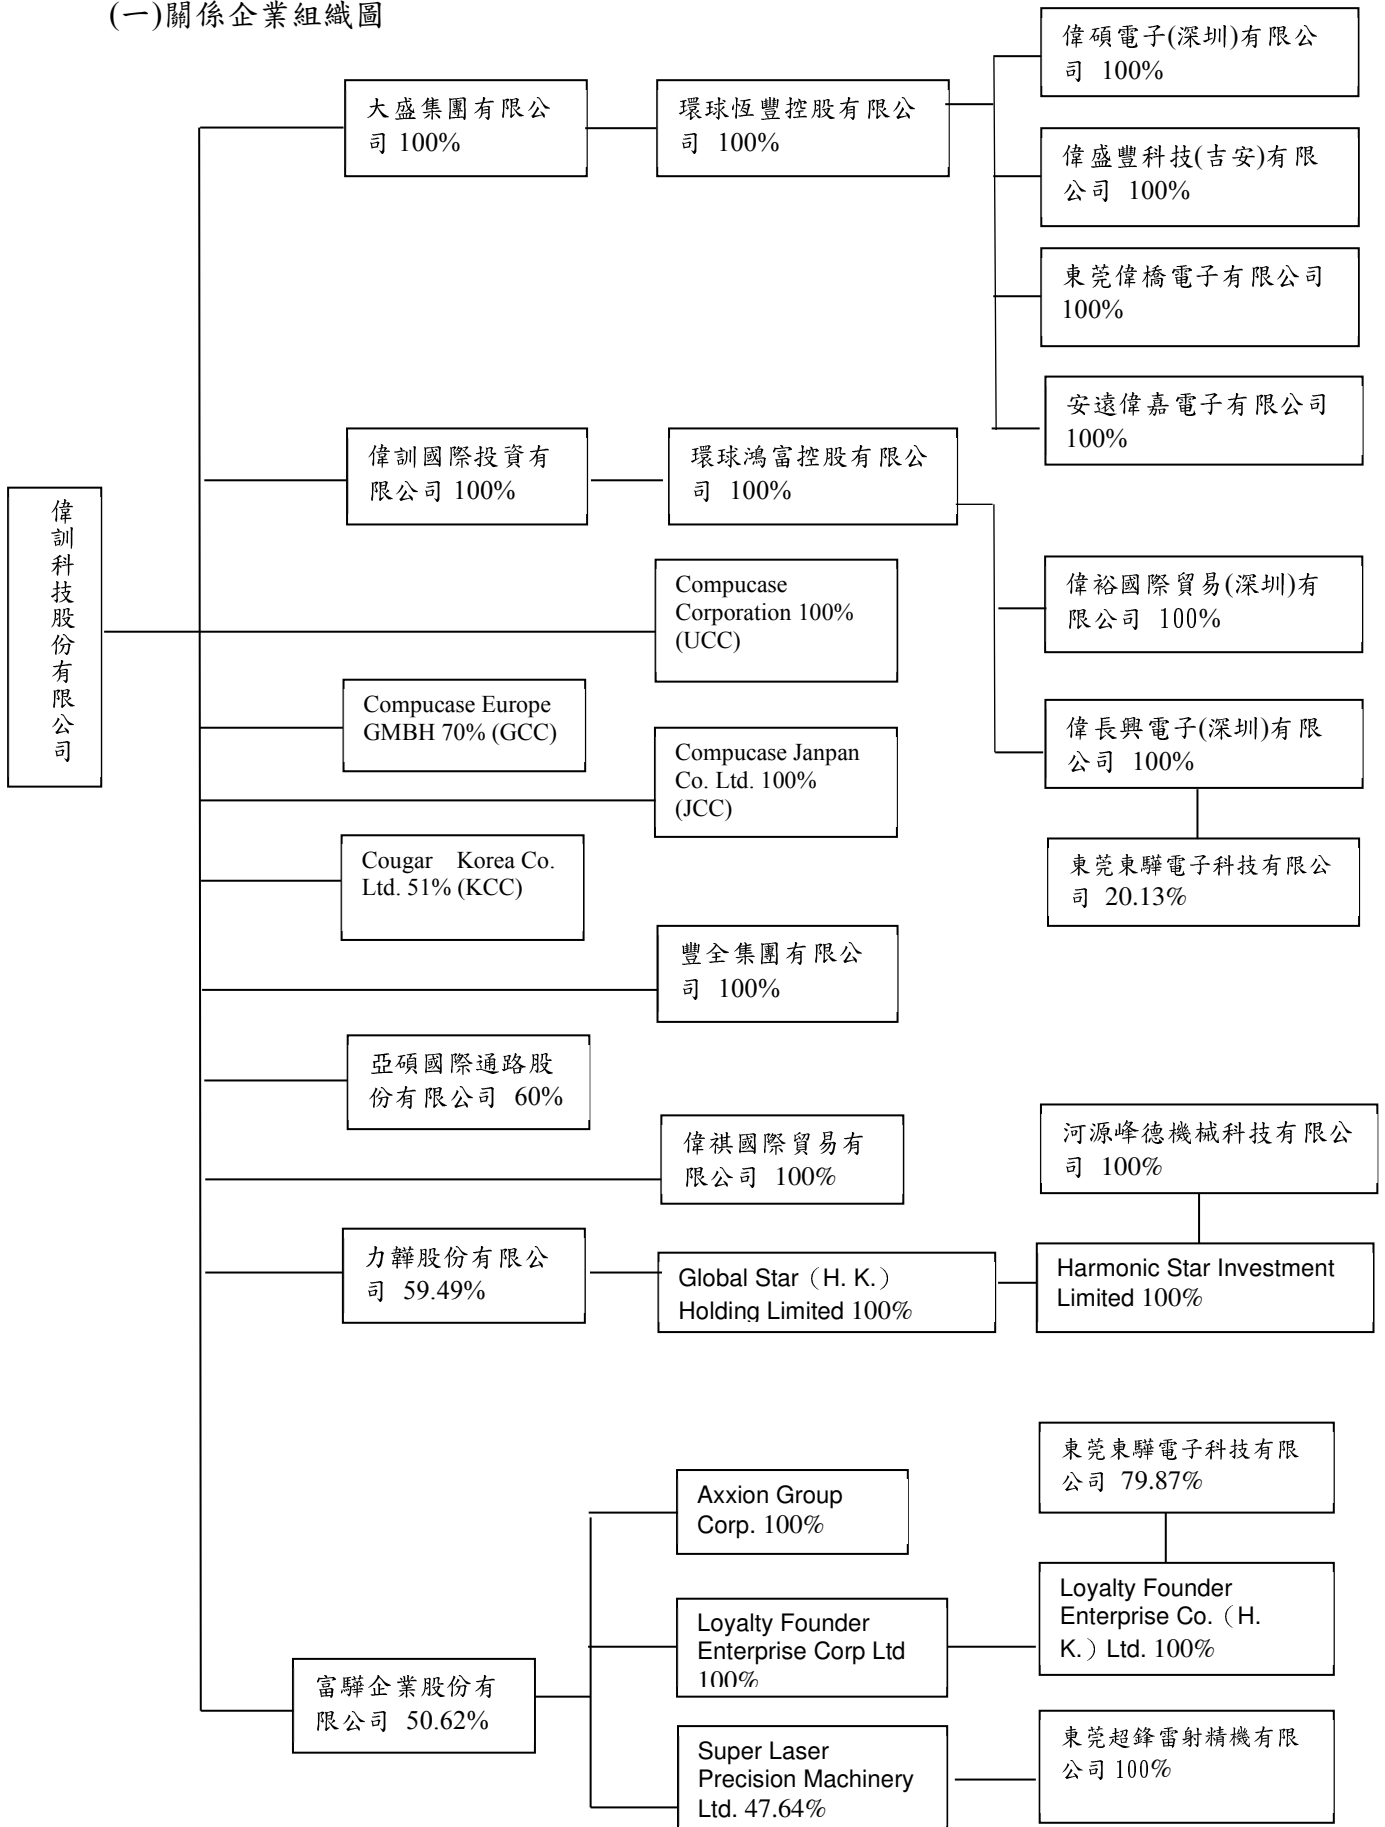 (一)關係企業組織圖
偉訓科技股份有限公司
大盛集團有限公
司 100%
環球恆豐控股有限公
司 100%
偉碩電子(深圳)有限公
司 100%
偉盛豐科技(吉安)有限
公司 100%
東莞偉橋電子有限公司
100%
安遠偉嘉電子有限公司
100%
偉訓國際投資有
限公司 100%
環球鴻富控股有限公
司 100%
偉裕國際貿易(深圳)有
限公司 100%
偉長興電子(深圳)有限
公司 100%
東莞東驊電子科技有限公
司 20.13%
Compucase
Corporation 100%
(UCC)
Compucase Europe
GMBH 70% (GCC)
Compucase Janpan
Co. Ltd. 100%
(JCC)
Cougar Korea Co.
Ltd. 51% (KCC)
豐全集團有限公
司 100%
亞碩國際通路股
份有限公司 60%
偉祺國際貿易有
限公司 100%
力韡股份有限公
司 59.49%
Global Star（H. K.）
Holding Limited 100%
Harmonic Star Investment
Limited 100%
河源峰德機械科技有限公
司 100%
富驊企業股份有
限公司 50.62%
Axxion Group
Corp. 100%
Loyalty Founder
Enterprise Corp Ltd
100%
Loyalty Founder
Enterprise Co.（H.
K.）Ltd. 100%
東莞東驊電子科技有限
公司 79.87%
Super Laser
Precision Machinery
Ltd. 47.64%
東莞超鋒雷射精機有限
公司 100%